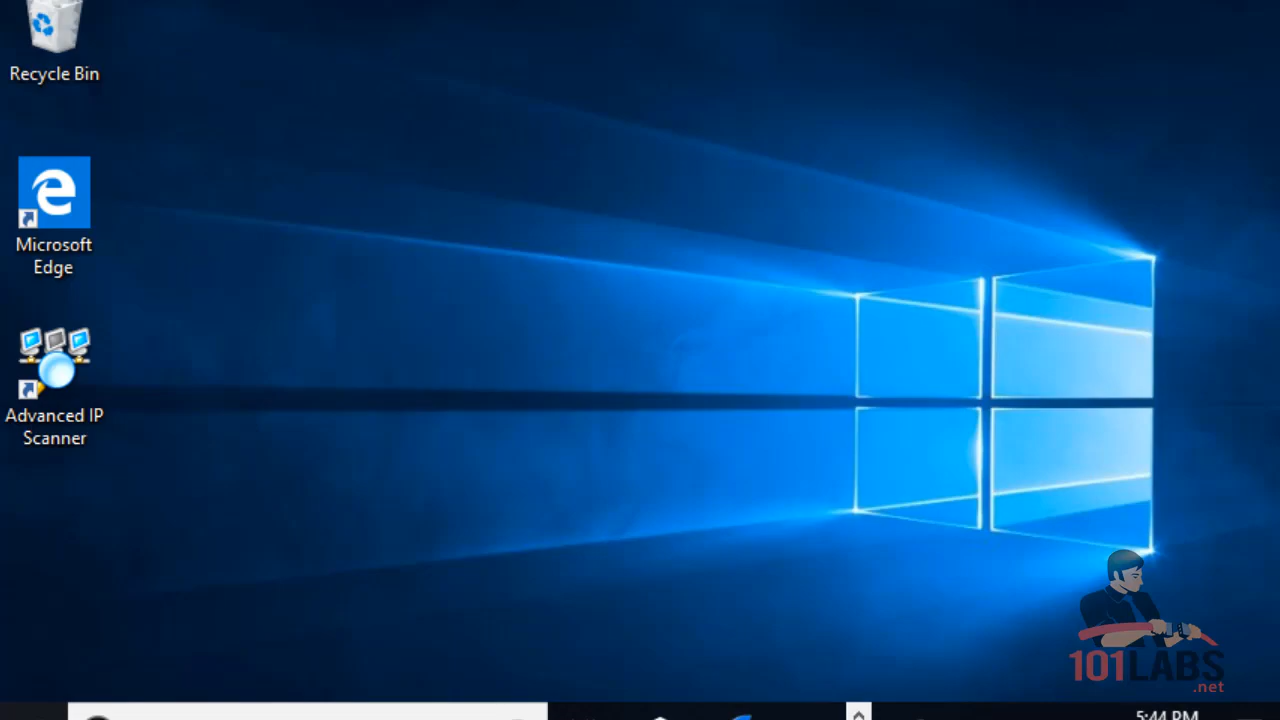 Recycle Bin
Microsoft
Edge
Advanced IP
Scanner
101LABS
.net
5:44 PM